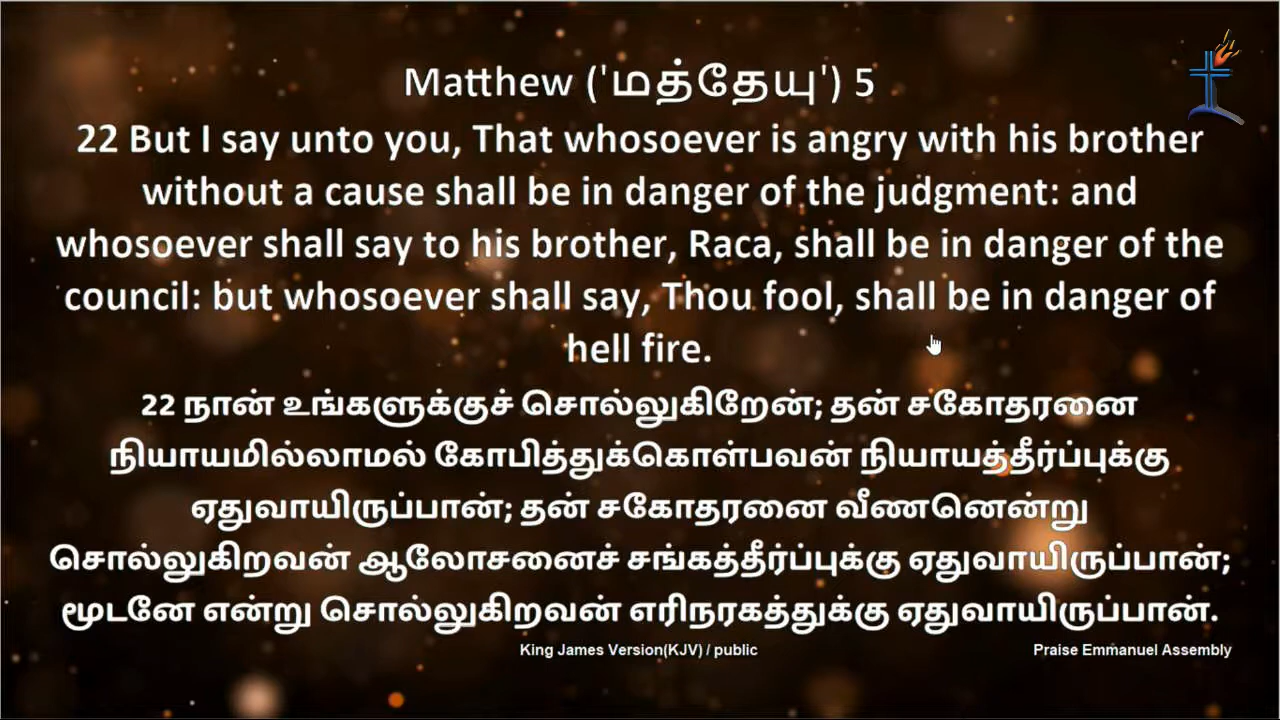 Matthew ('மத்தேயு') 5
22 But I say unto you, That whosoever is angry with his brother
without a cause shall be in danger of the judgment: and
whosoever shall say to his brother, Raca, shall be in danger of the
council: but whosoever shall say, Thou fool, shall be in danger of
hell fire.
22 நான் உங்களுக்குச் சொல்லுகிறேன்; தன் சகோதரனை
நியாயமில்லாமல் கோபித்துக்கொள்பவன் நியாயத்தீர்ப்புக்கு
ஏதுவாயிருப்பான்; தன் சகோதரனை வீணனென்று
சொல்லுகிறவன் ஆலோசனைச் சங்கத்தீர்ப்புக்கு ஏதுவாயிருப்பான்;
மூடனே என்று சொல்லுகிறவன் எரிநரகத்துக்கு ஏதுவாயிருப்பான்.
King James Version(KJV) / public
Praise Emmanuel Assembly